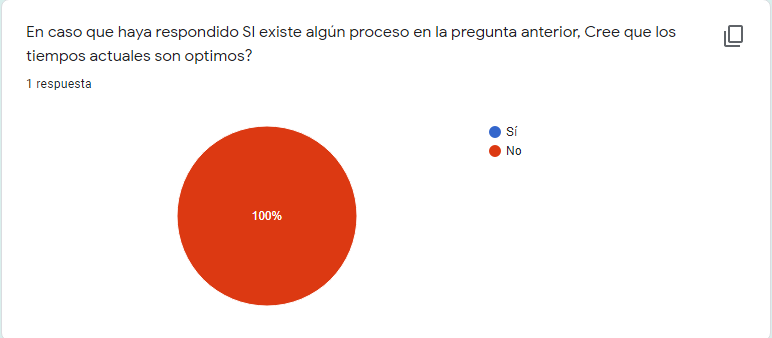 En caso que haya respondido SI existe algún proceso en la pregunta anterior, Cree que los
tiempos actuales son optimos?
1 respuesta
Sí
No
100%